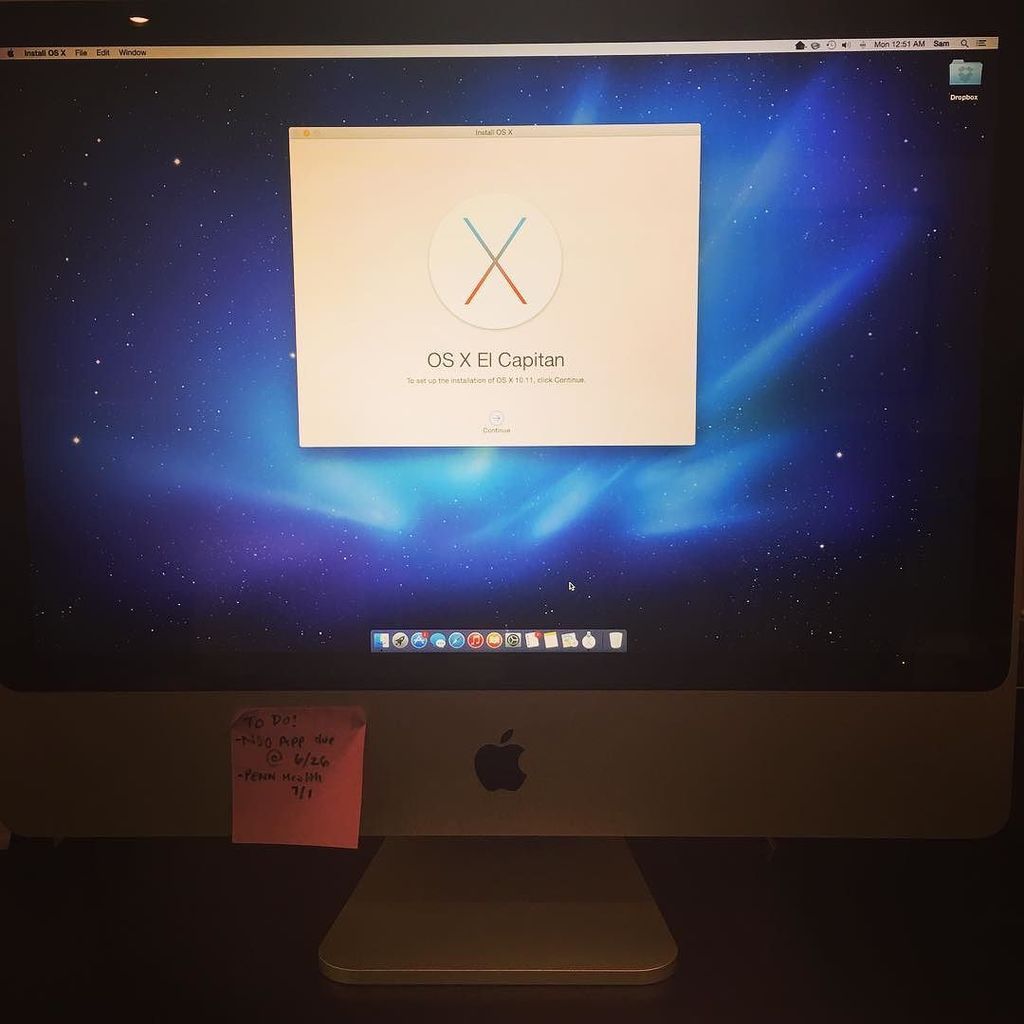 Install OS X File Edit Window
Mon 12:51 AM Sam
Dropbox
Install OS X
OS X El Capitan
To set up the installation of OS X 10.11, click Continue.
Continue
TO DO!
-NSO APP due
@ 6/26
-PENN Health
7/1